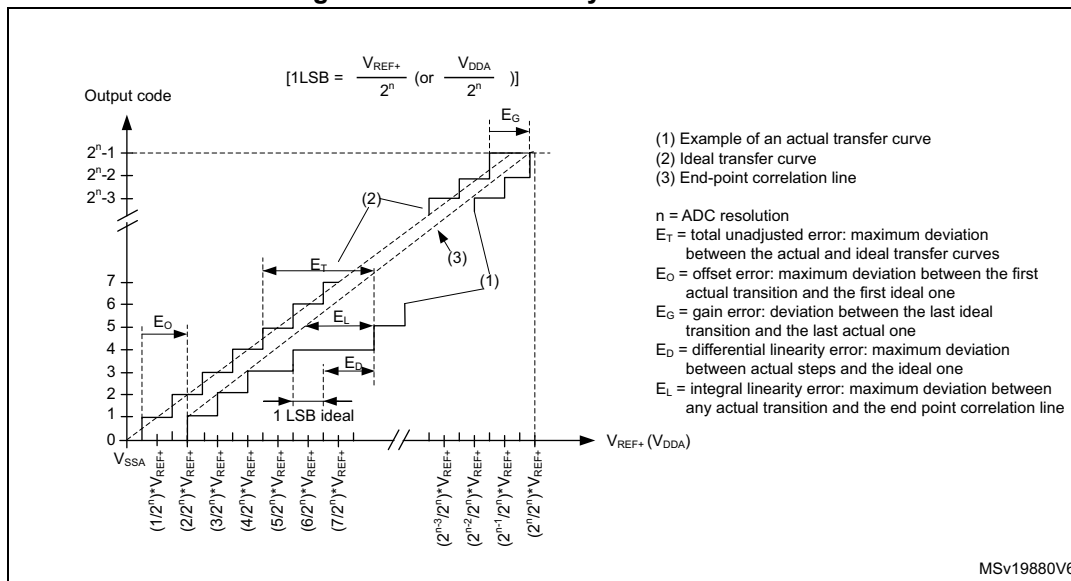 [1LSB = V_REF+ / 2^n (or V_DDA / 2^n )]
Output code
E_G
2^n-1
2^n-2
2^n-3
(2)
(3)
(1)
E_T
7
6
5
4
3
2
1
0
E_O
E_L
E_D
1 LSB ideal
V_SSA
V_REF+ (V_DDA)
(1/2^n)*V_REF+
(2/2^n)*V_REF+
(3/2^n)*V_REF+
(4/2^n)*V_REF+
(5/2^n)*V_REF+
(6/2^n)*V_REF+
(7/2^n)*V_REF+
(2^n-3/2^n)*V_REF+
(2^n-2/2^n)*V_REF+
(2^n-1/2^n)*V_REF+
(2^n/2^n)*V_REF+
(1) Example of an actual transfer curve
(2) Ideal transfer curve
(3) End-point correlation line
n = ADC resolution
E_T = total unadjusted error: maximum deviation
between the actual and ideal transfer curves
E_O = offset error: maximum deviation between the first
actual transition and the first ideal one
E_G = gain error: deviation between the last ideal
transition and the last actual one
E_D = differential linearity error: maximum deviation
between actual steps and the ideal one
E_L = integral linearity error: maximum deviation between
any actual transition and the end point correlation line
MSv19880V6